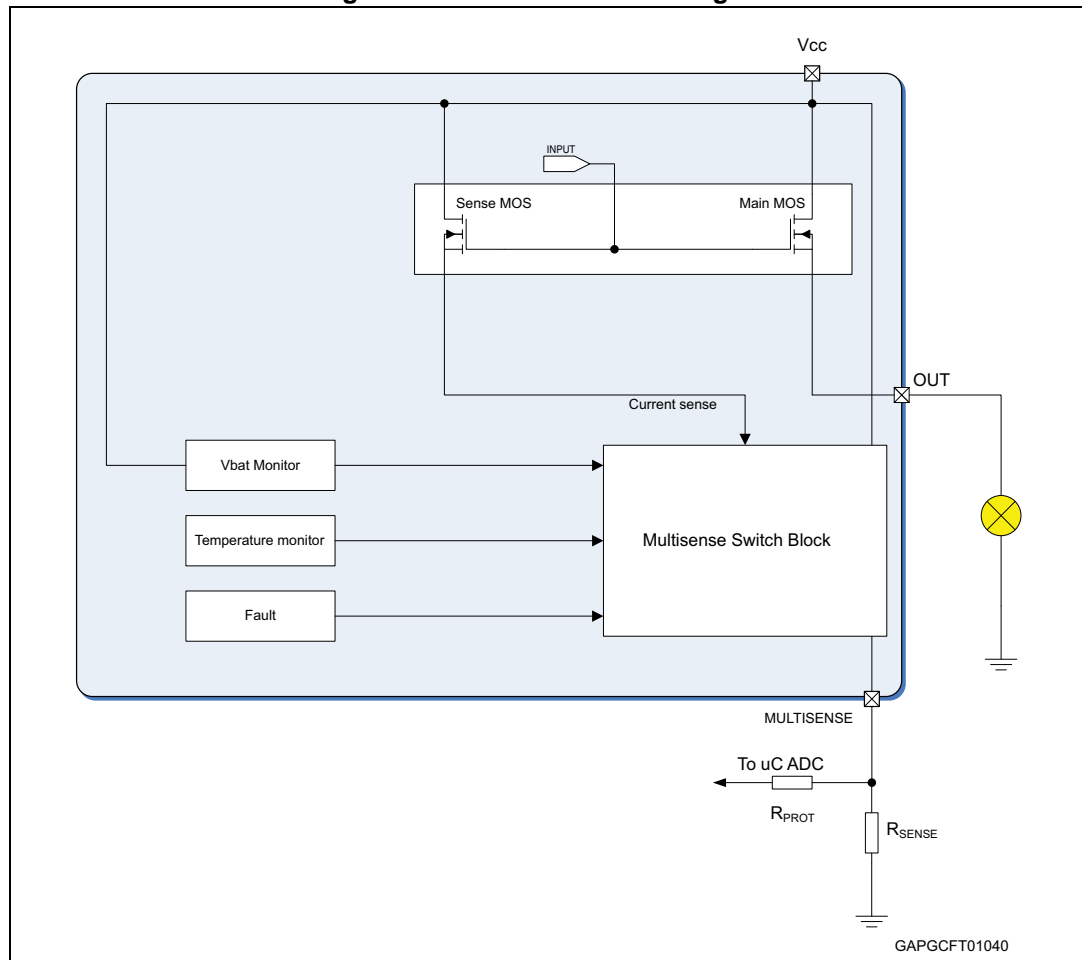 Vcc
INPUT
Sense MOS
Main MOS
OUT
Current sense
Vbat Monitor
Temperature monitor
Multisense Switch Block
Fault
MULTISENSE
To uC ADC
RPROT
RSENSE
GAPGCFT01040